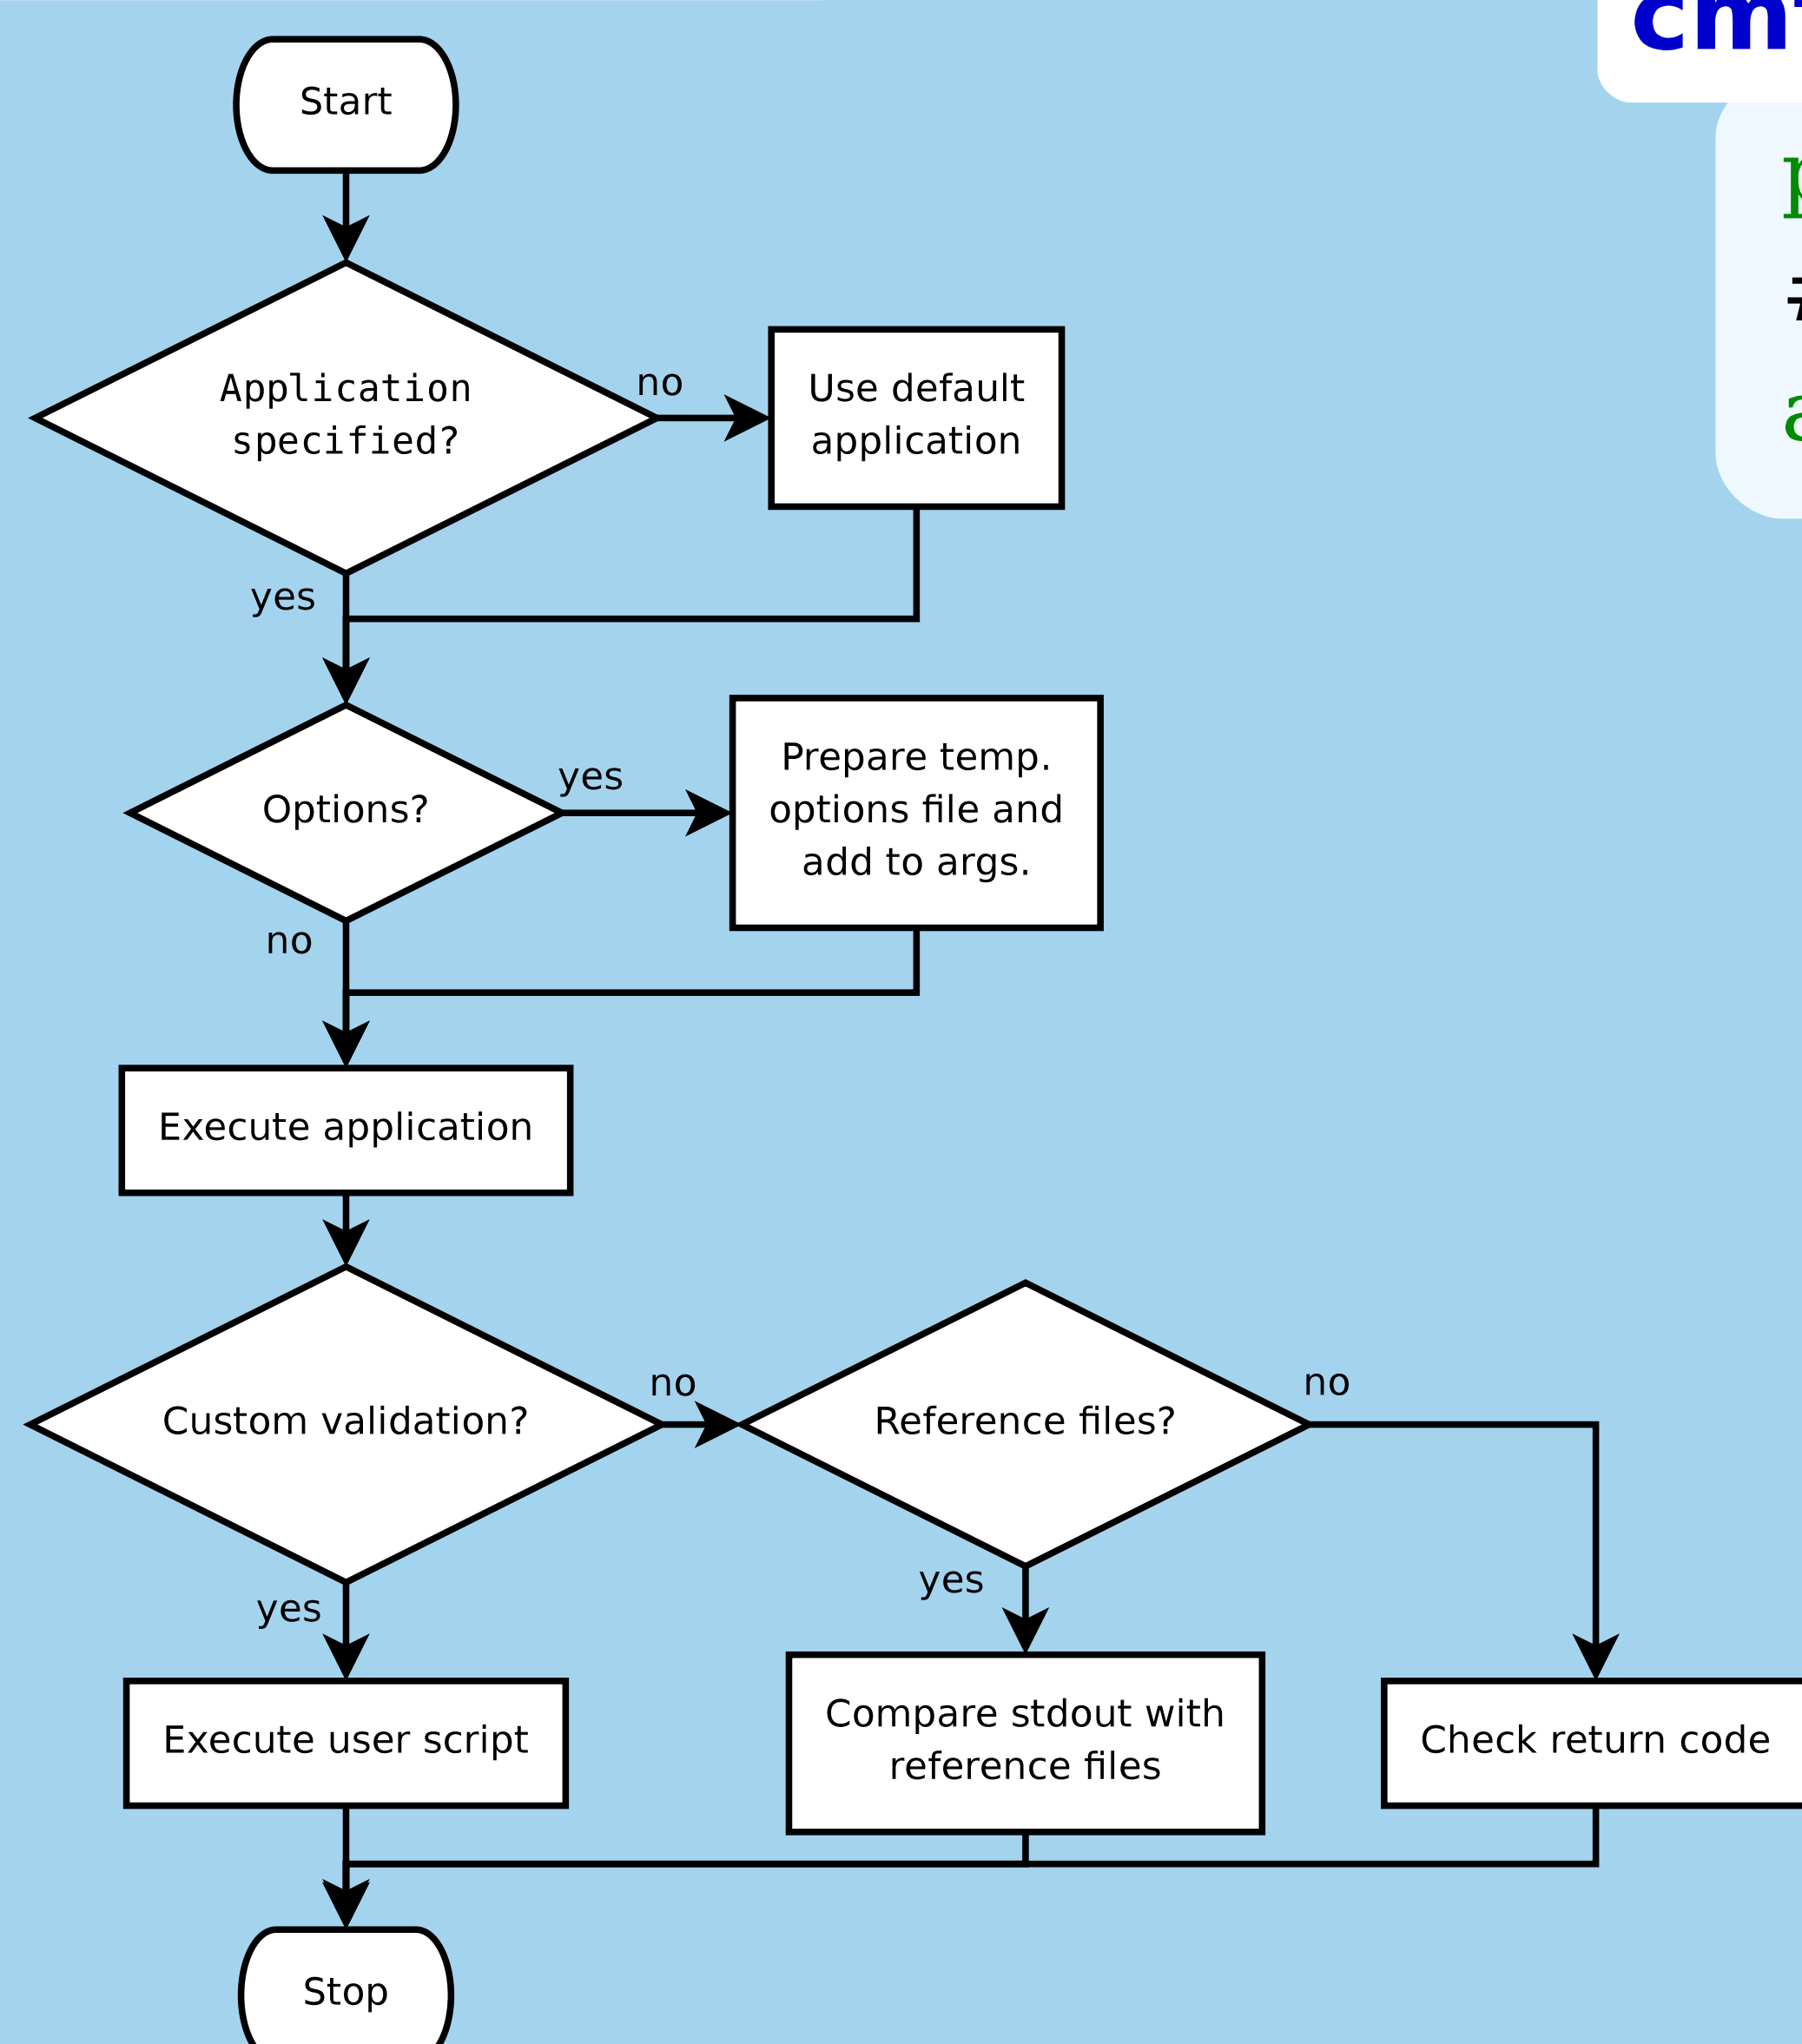 Start
Application
specified?
no
Use default
application
yes
Options?
yes
Prepare temp.
options file and
add to args.
no
Execute application
Custom validation?
no
Reference files?
no
yes
Execute user script
yes
Compare stdout with
reference files
Check return code
Stop
#